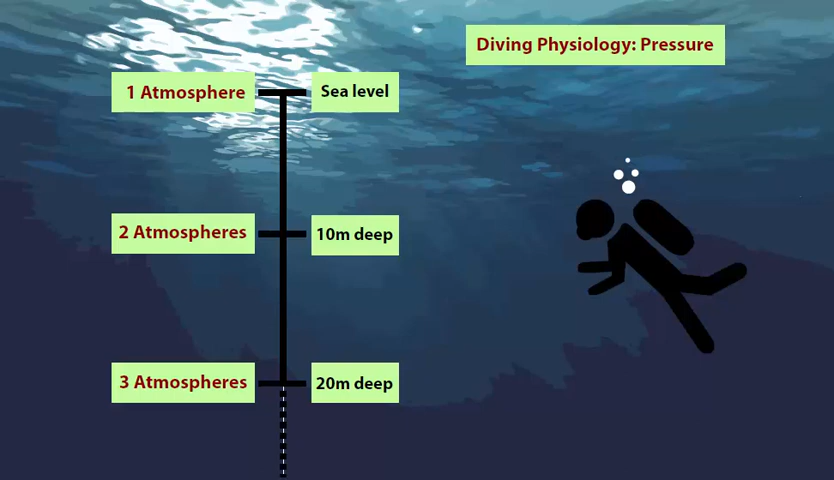 Diving Physiology: Pressure
1 Atmosphere
Sea level
2 Atmospheres
10m deep
3 Atmospheres
20m deep